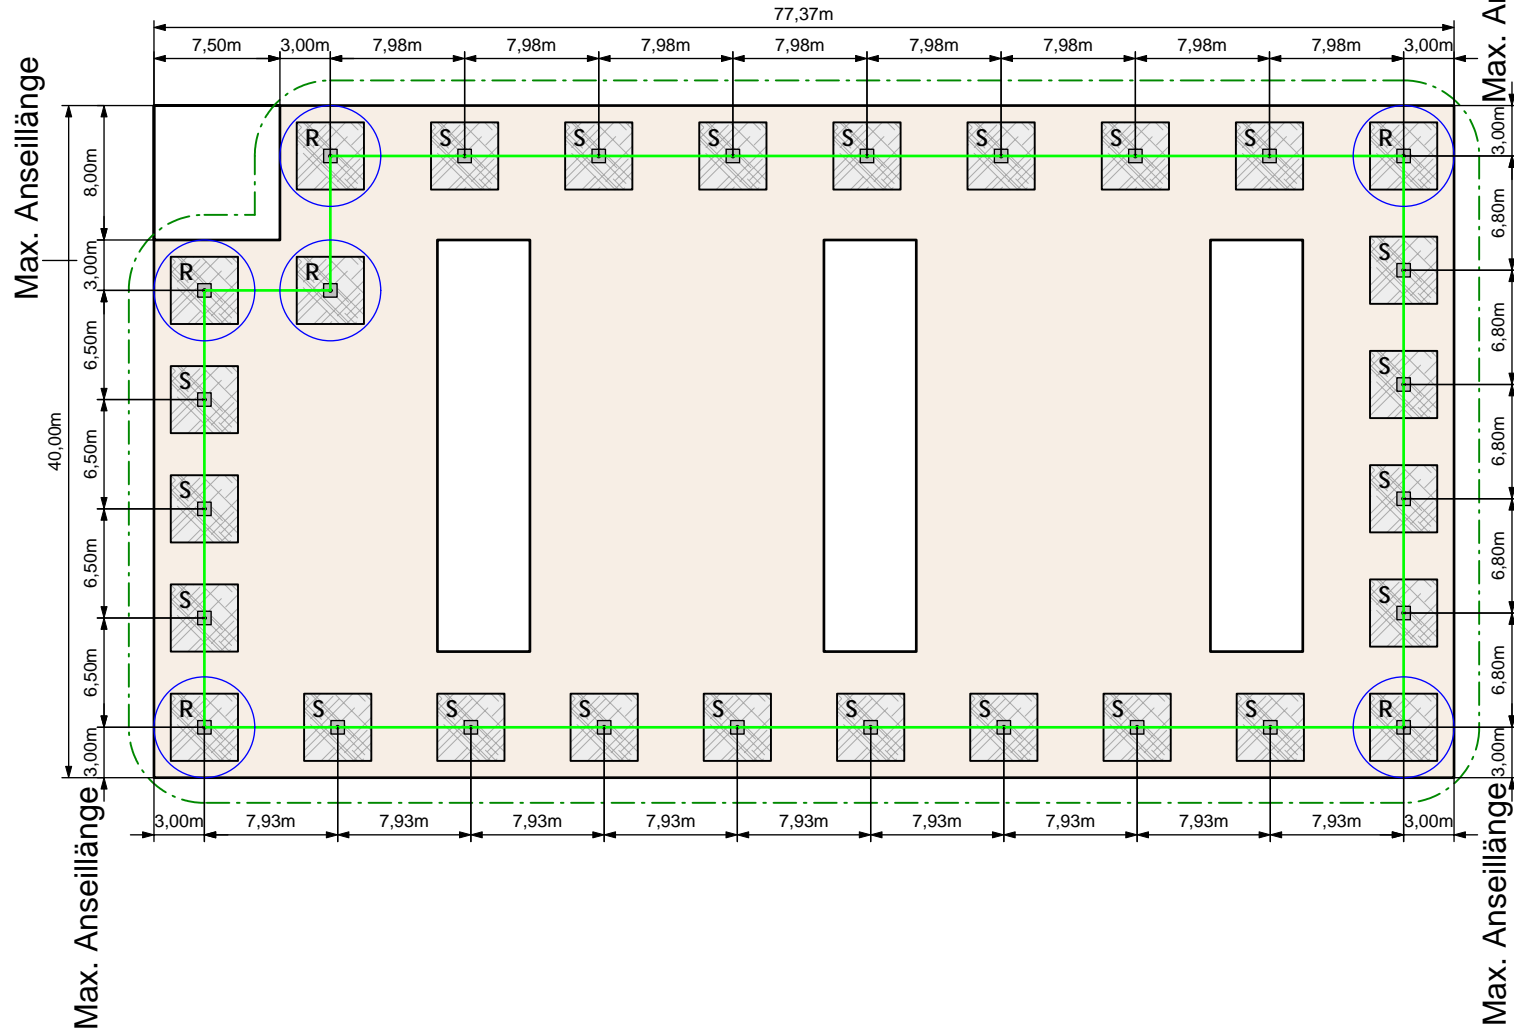 77,37m
7,50m 3,00m 7,98m 7,98m 7,98m 7,98m 7,98m 7,98m 7,98m 7,98m 3,00m
Max. Anseillänge
Max. An
R S S S S S S S R
8,00m
3,00m
6,80m
R R
3,00m
S
6,50m
6,80m
S
S
40,00m
6,50m
6,80m
S
S
6,50m
6,80m
S
S
6,50m
6,80m
R S S S S S S S S R
3,00m
3,00m
3,00m 7,93m 7,93m 7,93m 7,93m 7,93m 7,93m 7,93m 7,93m 7,93m 3,00m
Max. Anseillänge
Max. Anseillänge